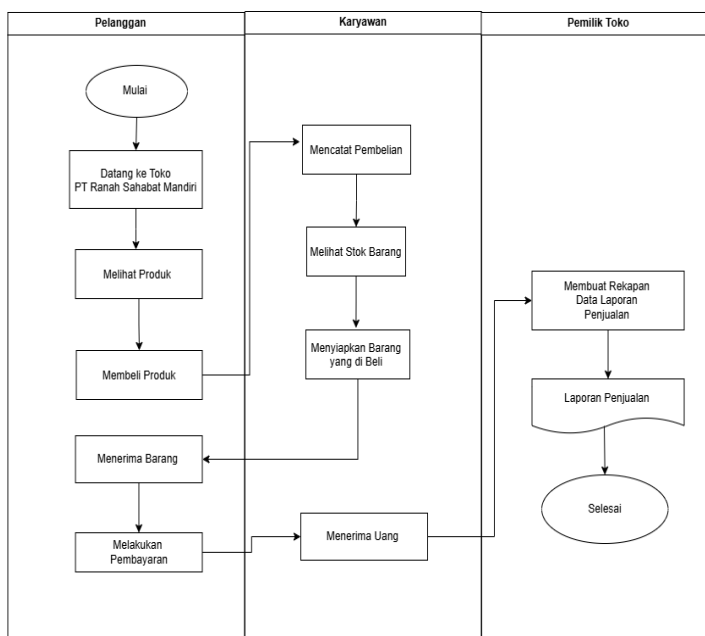 Pelanggan
Karyawan
Pemilik Toko
Mulai
Datang ke Toko
PT Ranah Sahabat Mandiri
Melihat Produk
Membeli Produk
Mencatat Pembelian
Melihat Stok Barang
Menyiapkan Barang
yang di Beli
Menerima Barang
Melakukan
Pembayaran
Menerima Uang
Membuat Rekapan
Data Laporan
Penjualan
Laporan Penjualan
Selesai